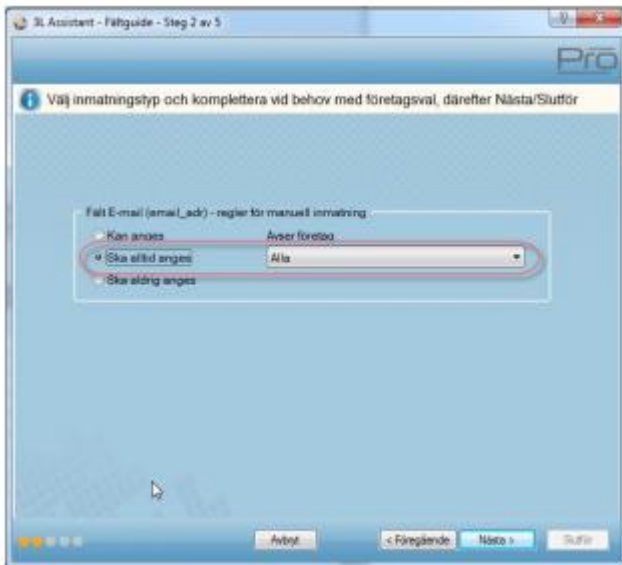 3L Assistant - Fältguide - Steg 2 av 5
Pro
Välj inmatningstyp och komplettera vid behov med företagsval, därefter Nästa/Slutför
Fält E-mail (email_adr) - regler för manuell inmatning
Kan anges
Avser företag
Ska alltid anges
Alla
Ska aldrig anges
Avbryt
< Föregående
Nästa >
Slutför